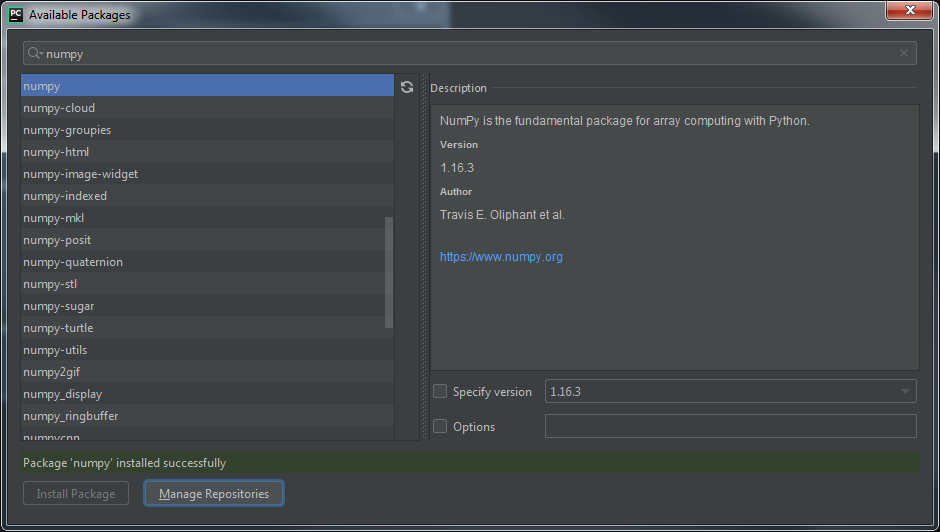 PC Available Packages
numpy
numpy
numpy-cloud
numpy-groupies
numpy-html
numpy-image-widget
numpy-indexed
numpy-mkl
numpy-posit
numpy-quaternion
numpy-stl
numpy-sugar
numpy-turtle
numpy-utils
numpy2gif
numpy_display
numpy_ringbuffer
numpycnn
Description
NumPy is the fundamental package for array computing with Python.
Version
1.16.3
Author
Travis E. Oliphant et al.
https://www.numpy.org
Specify version 1.16.3
Options
Package 'numpy' installed successfully
Install Package Manage Repositories